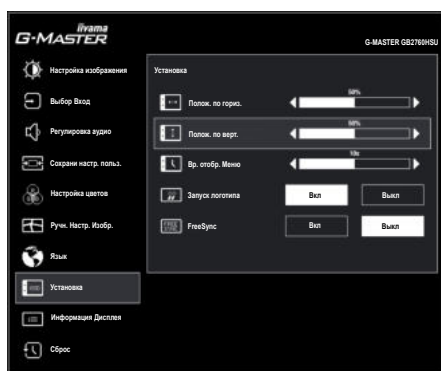 iiyama
G-MASTER
G-MASTER GB2760HSU
Настройка изображения
Выбор Вход
Регулировка аудио
Сохрани настр. польз.
Настройка цветов
Ручн. Настр. Изобр.
Язык
Установка
Информация Дисплея
Сброс
Установка
50%
Полож. по гориз.
50%
Полож. по верт.
10s
Вр. отобр. Меню
Запуск логотипа Вкл Выкл
FreeSync Вкл Выкл